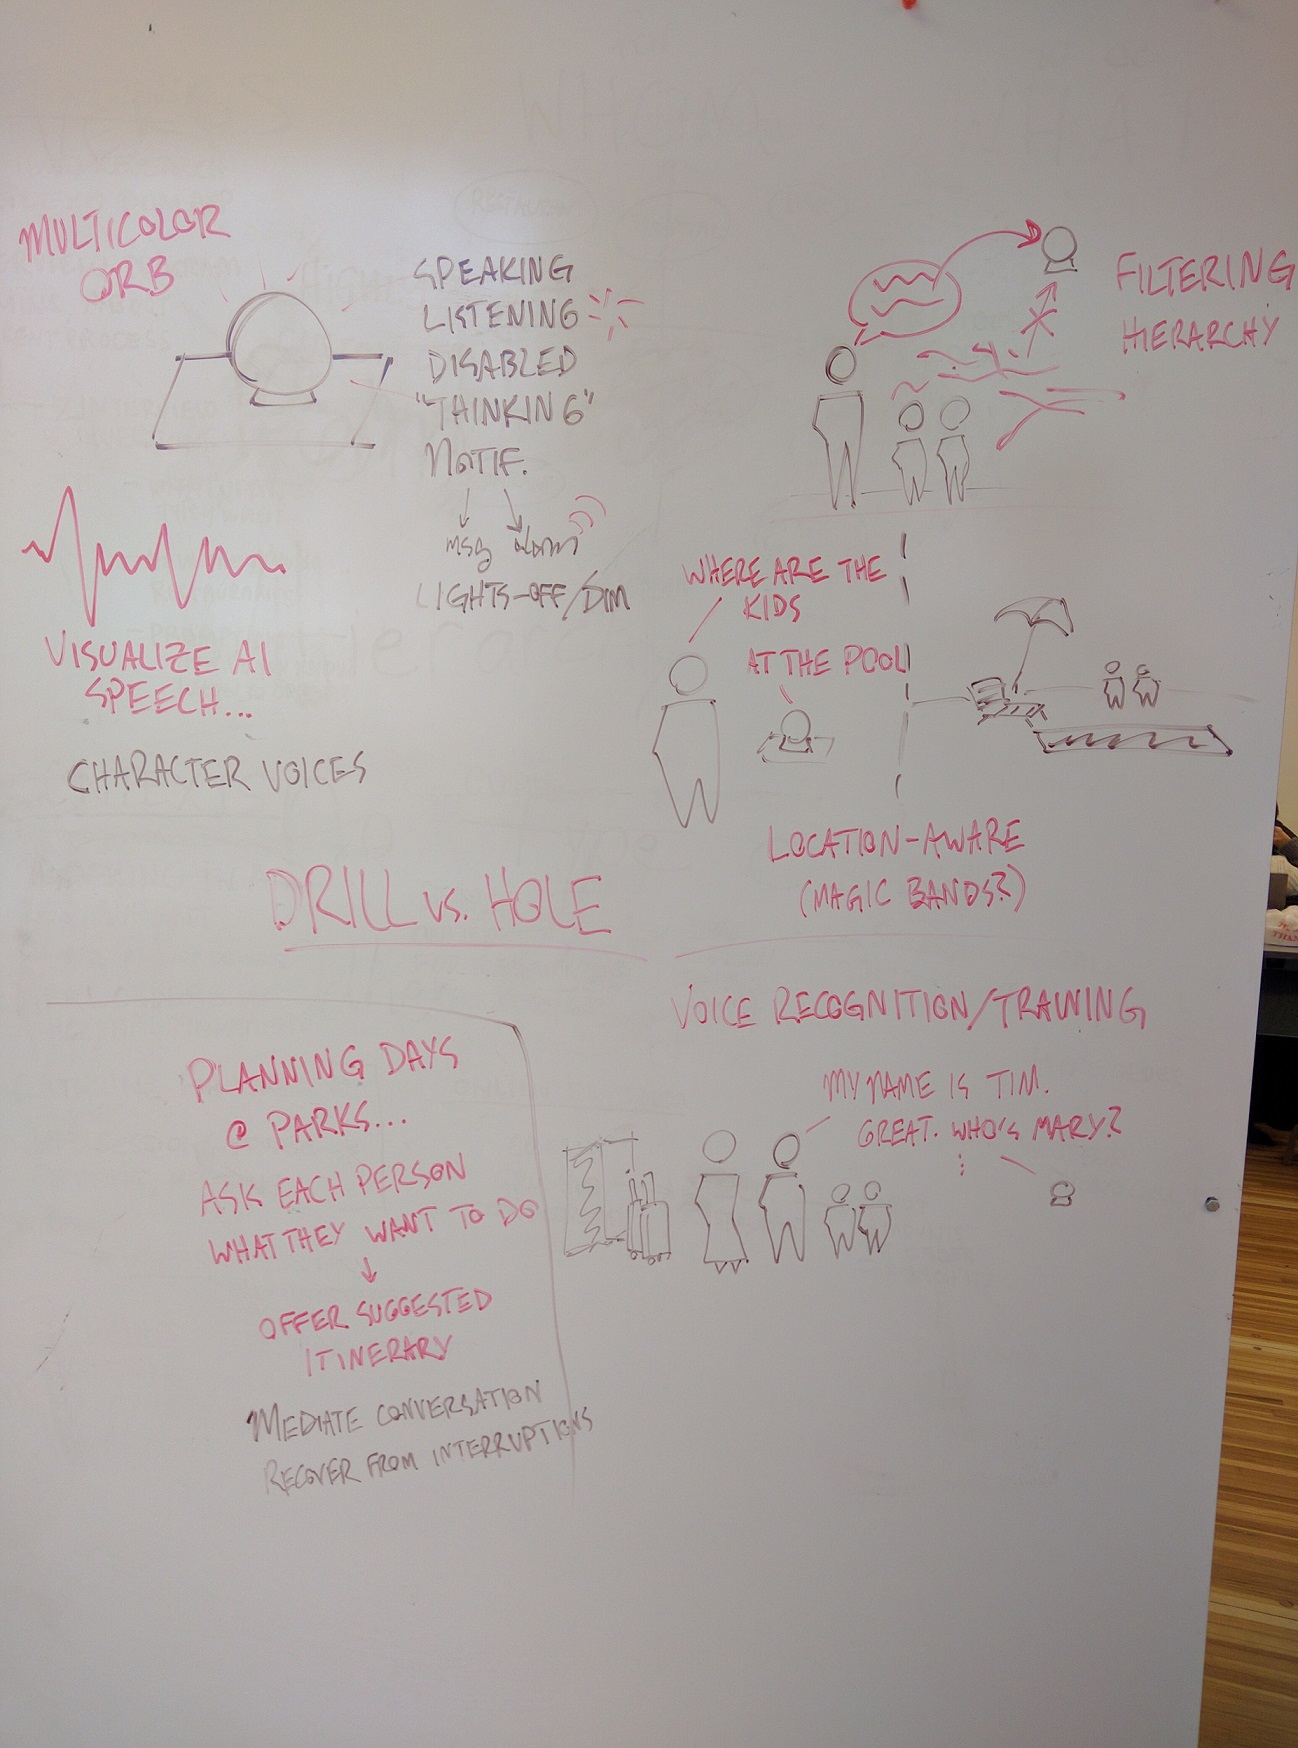 MULTICOLOR
ORB
SPEAKING
LISTENING
DISABLED
"THINKING"
NOTIF.
msg alarm
LIGHTS-OFF/DIM
VISUALIZE AI
SPEECH...
CHARACTER VOICES
FILTERING
HIERARCHY
WHERE ARE THE
KIDS
AT THE POOL
LOCATION-AWARE
(MAGIC BANDS?)
DRILL vs. HOLE
PLANNING DAYS
@ PARKS...
ASK EACH PERSON
WHAT THEY WANT TO DO
OFFER SUGGESTED
ITINERARY
MEDIATE CONVERSATION
RECOVER FROM INTERRUPTIONS
VOICE RECOGNITION/TRAINING
MY NAME IS TIM.
GREAT. WHO'S MARY?